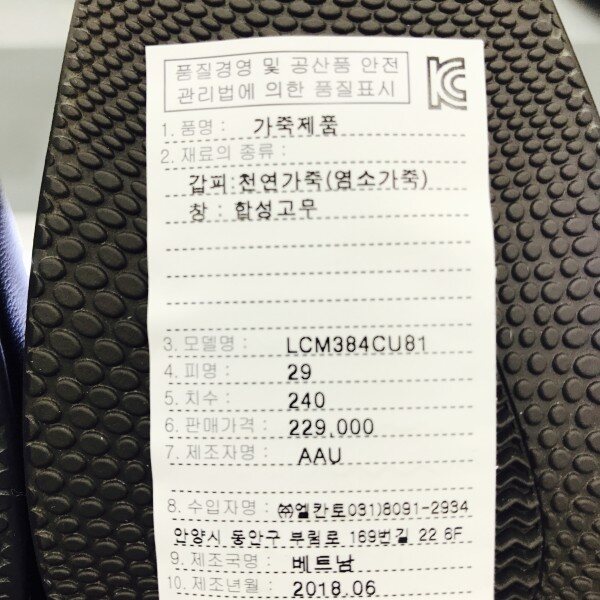 품질경영 및 공산품 안전
관리법에 의한 품질표시
1. 품명 : 가죽제품
2. 재료의 종류 :
갑피:천연가죽(염소가죽)
창 : 합성고무
3. 모델명 : LCM384CU81
4. 피명 : 29
5. 치수 : 240
6. 판매가격 : 229,000
7. 제조자명 : AAU
8. 수입자명 : ㈜엘칸토031)8091-2934
안양시 동안구 부림로 169번길 22 6F
9. 제조국명 : 베트남
10. 제조년월 : 2018.06